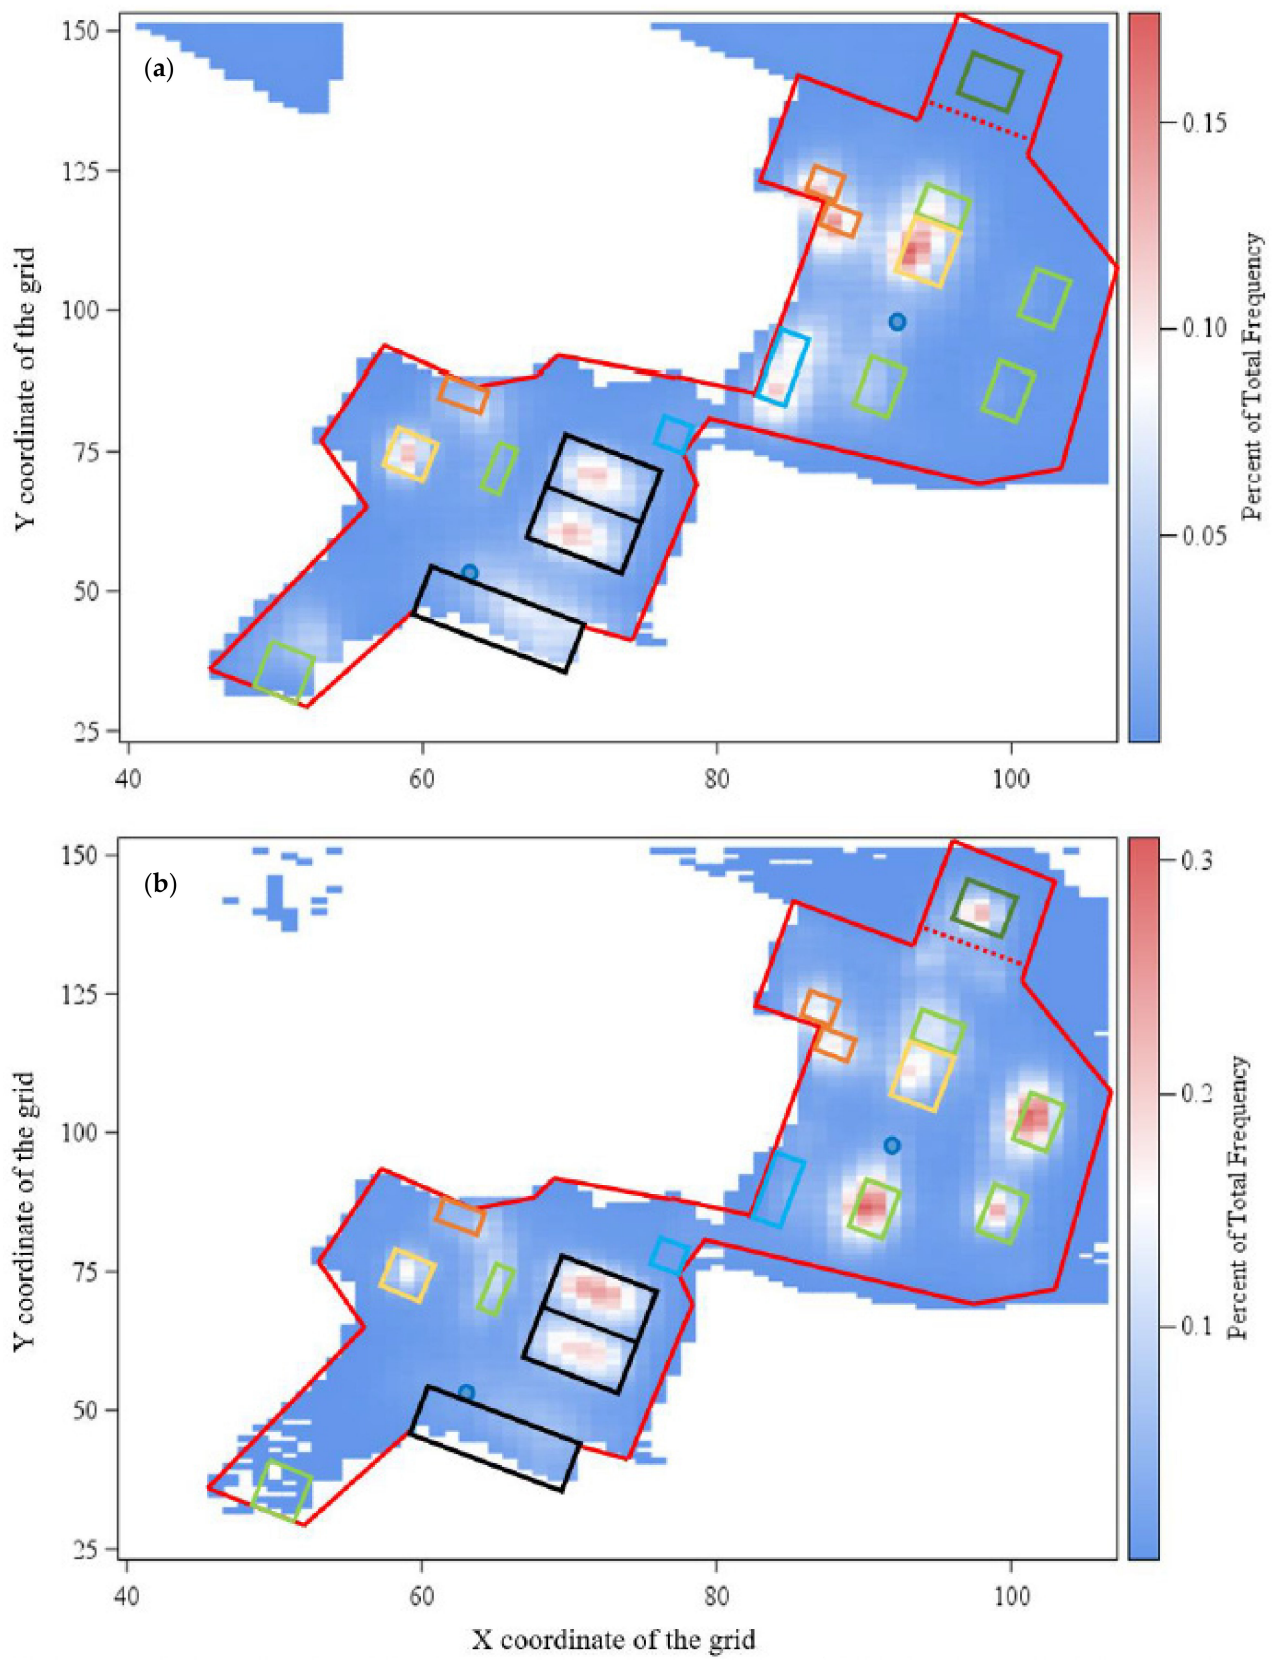 (a)
150
125
100
75
50
25
Y coordinate of the grid
40 60 80 100
0.15
0.10
0.05
Percent of Total Frequency
(b)
150
125
100
75
50
25
Y coordinate of the grid
40 60 80 100
X coordinate of the grid
0.3
0.2
0.1
Percent of Total Frequency